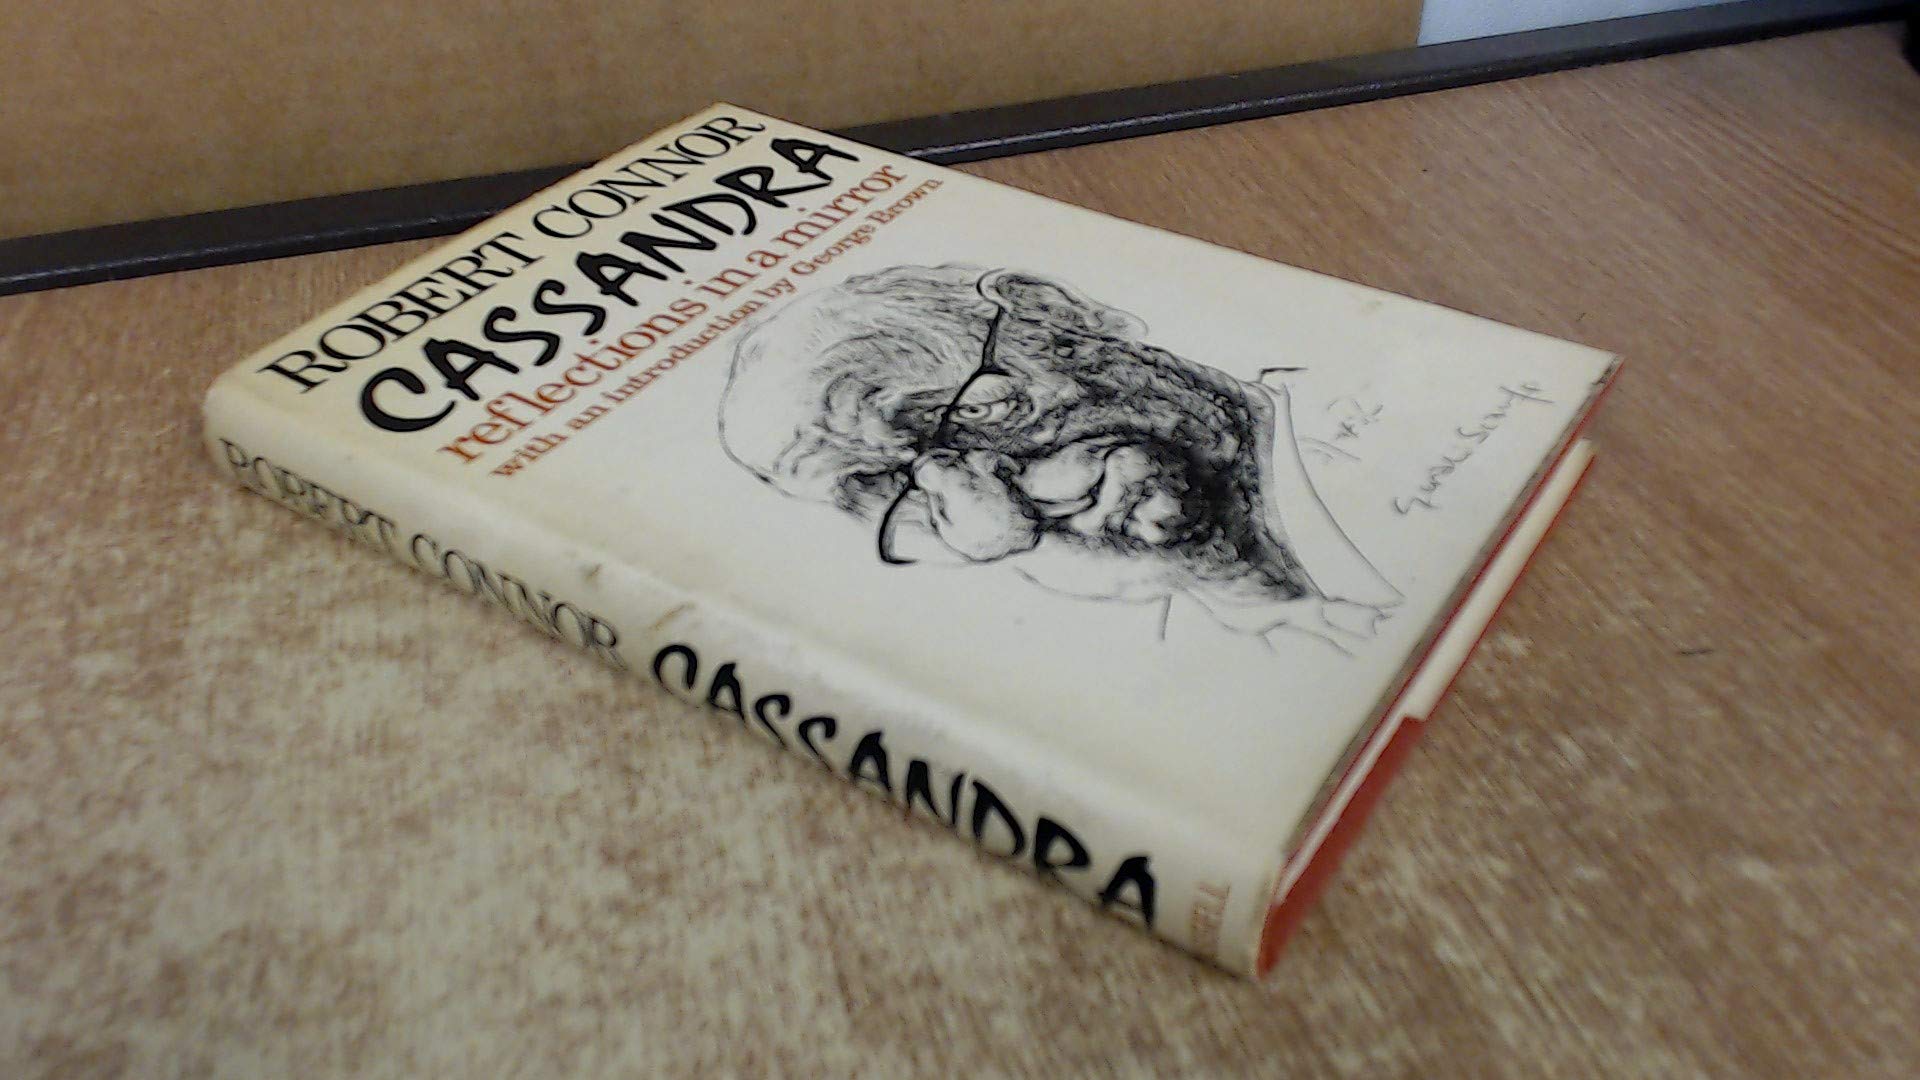 ROBERT CONNOR
CASSANDRA
reflections in a mirror
with an introduction by George Brown
ROBERT CONNOR CASSANDRA